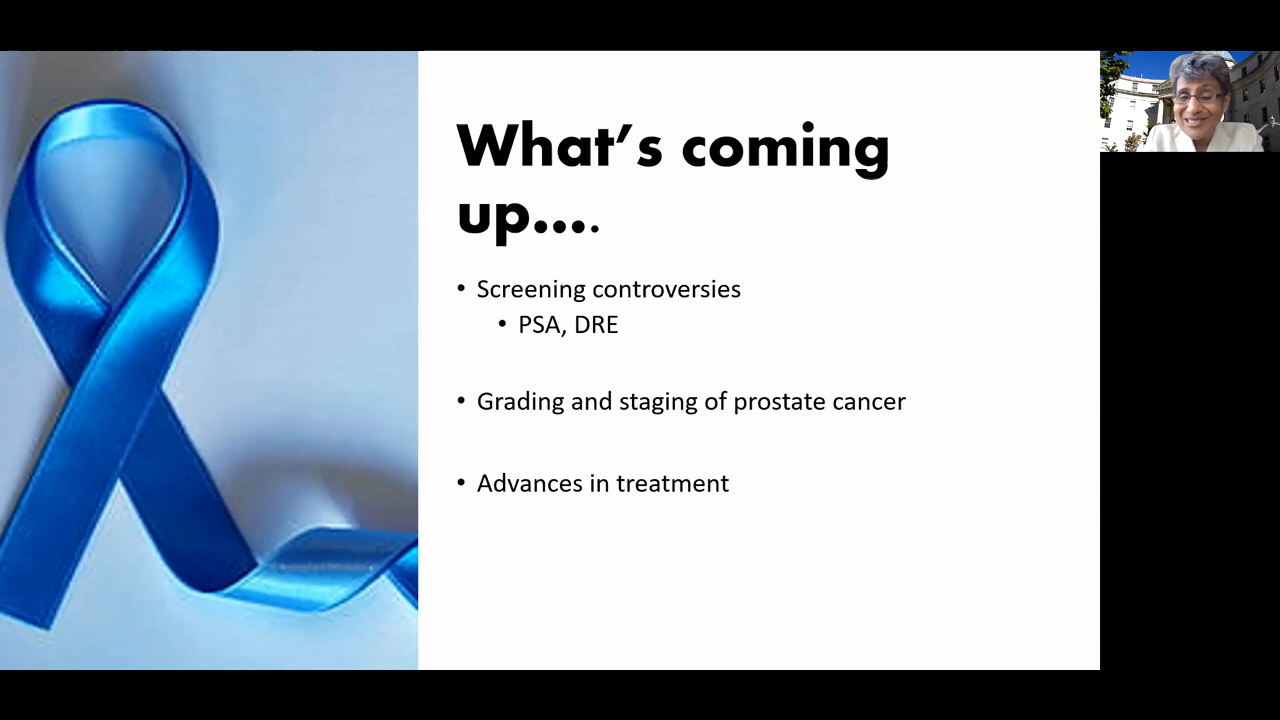 What’s coming
up….
• Screening controversies
• PSA, DRE
• Grading and staging of prostate cancer
• Advances in treatment